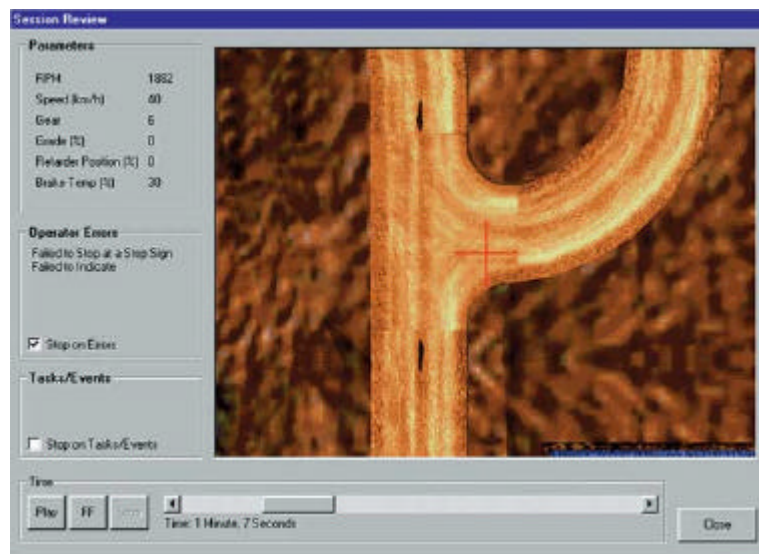 Session Review
Parameters
RPM 1882
Speed (km/h) 40
Gear 6
Grade (%) 0
Retarder Position (%) 0
Brake Temp (%) 30
Operator Errors
Failed to Stop at a Stop Sign
Failed to Indicate
Stop on Errors
Tasks/Events
Stop on Tasks/Events
Time
Play FF
Time: 1 Minute, 7 Seconds
Close